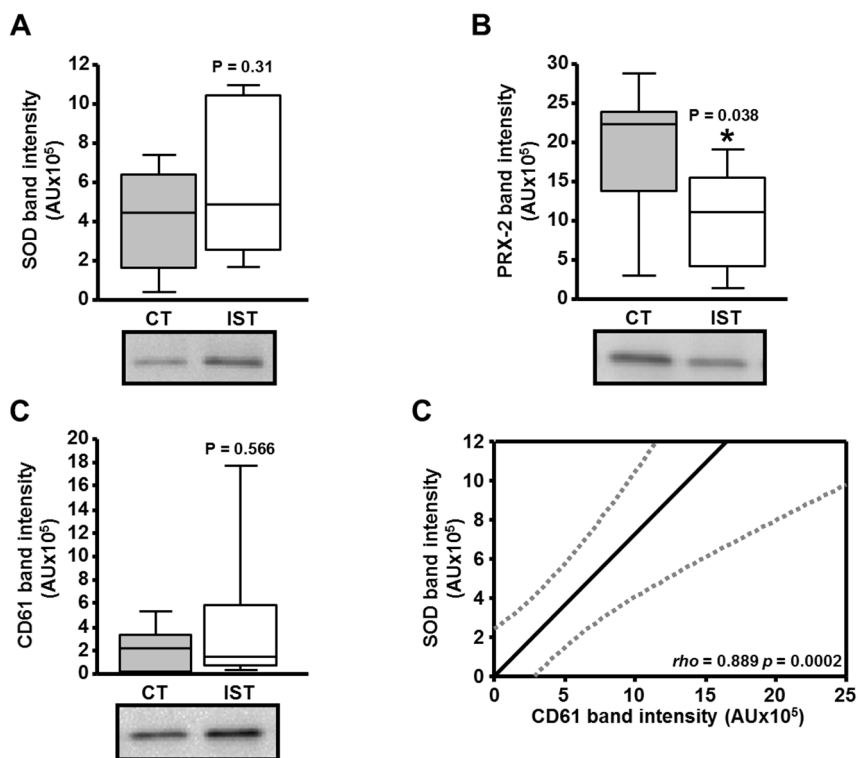 A
SOD band intensity
(AUx10⁵)
12
10
8
6
4
2
0
P = 0.31
CT IST
B
PRX-2 band intensity
(AUx10⁵)
30
25
20
15
10
5
0
P = 0.038
*
CT IST
C
CD61 band intensity
(AUx10⁵)
20
18
16
14
12
10
8
6
4
2
0
P = 0.566
CT IST
C
SOD band intensity
(AUx10⁵)
12
10
8
6
4
2
0
rho = 0.889 p = 0.0002
0 5 10 15 20 25
CD61 band intensity (AUx10⁵)